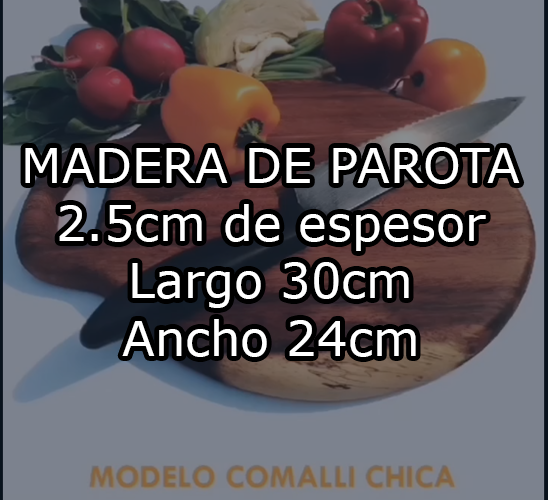 MADERA DE PAROTA
2.5cm de espesor
Largo 30cm
Ancho 24cm
MODELO COMALLI CHICA